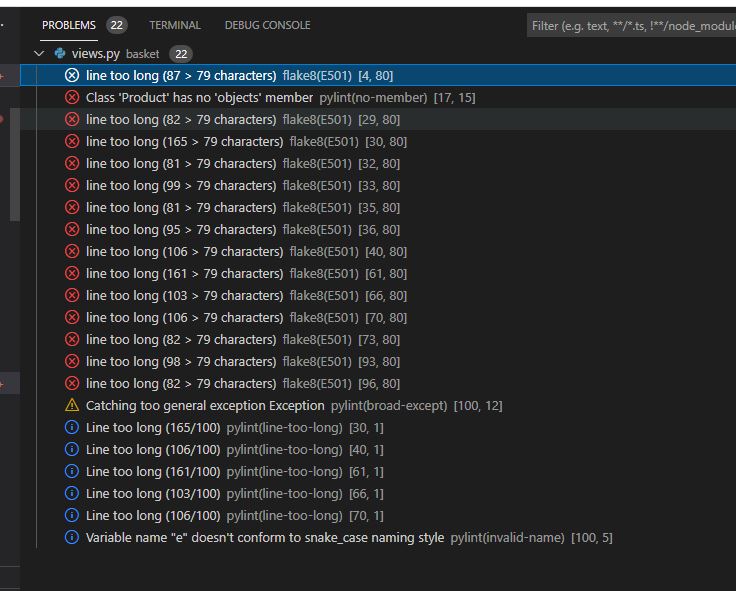 PROBLEMS 22 TERMINAL DEBUG CONSOLE Filter (e.g. text, **/*.ts, !**/node_module
views.py basket 22
line too long (87 > 79 characters) flake8(E501) [4, 80]
Class 'Product' has no 'objects' member pylint(no-member) [17, 15]
line too long (82 > 79 characters) flake8(E501) [29, 80]
line too long (165 > 79 characters) flake8(E501) [30, 80]
line too long (81 > 79 characters) flake8(E501) [32, 80]
line too long (99 > 79 characters) flake8(E501) [33, 80]
line too long (81 > 79 characters) flake8(E501) [35, 80]
line too long (95 > 79 characters) flake8(E501) [36, 80]
line too long (106 > 79 characters) flake8(E501) [40, 80]
line too long (161 > 79 characters) flake8(E501) [61, 80]
line too long (103 > 79 characters) flake8(E501) [66, 80]
line too long (106 > 79 characters) flake8(E501) [70, 80]
line too long (82 > 79 characters) flake8(E501) [73, 80]
line too long (98 > 79 characters) flake8(E501) [93, 80]
line too long (82 > 79 characters) flake8(E501) [96, 80]
Catching too general exception Exception pylint(broad-except) [100, 12]
Line too long (165/100) pylint(line-too-long) [30, 1]
Line too long (106/100) pylint(line-too-long) [40, 1]
Line too long (161/100) pylint(line-too-long) [61, 1]
Line too long (103/100) pylint(line-too-long) [66, 1]
Line too long (106/100) pylint(line-too-long) [70, 1]
Variable name "e" doesn't conform to snake_case naming style pylint(invalid-name) [100, 5]